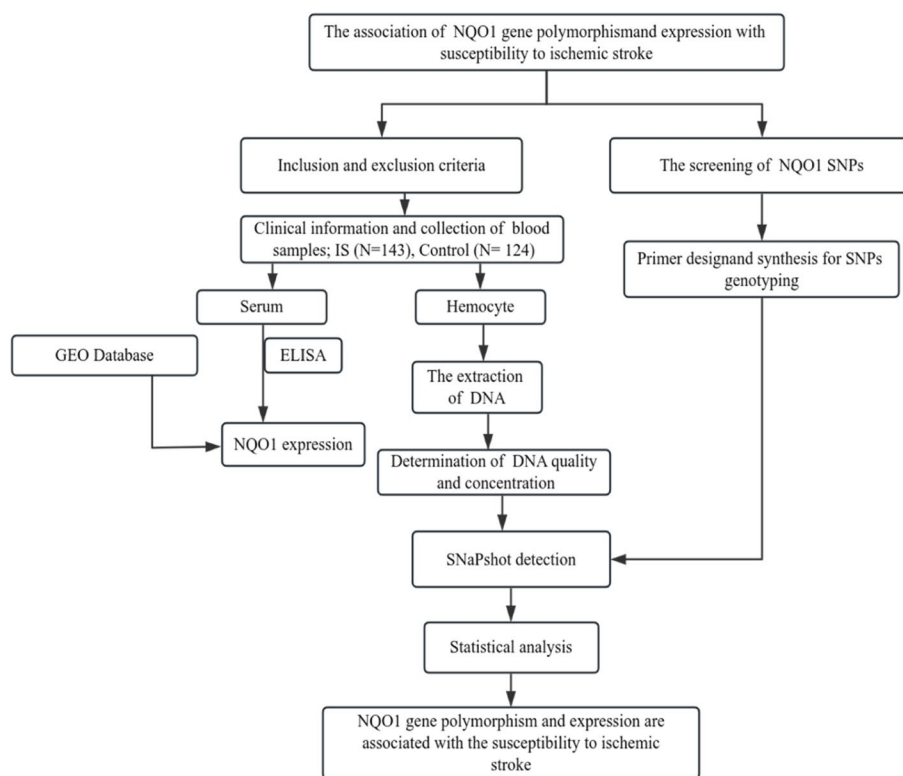 The association of NQO1 gene polymorphismand expression with
susceptibility to ischemic stroke
Inclusion and exclusion criteria
The screening of NQO1 SNPs
Clinical information and collection of blood
samples; IS (N=143), Control (N= 124)
Primer designand synthesis for SNPs
genotyping
Serum
Hemocyte
GEO Database
ELISA
The extraction
of DNA
NQO1 expression
Determination of DNA quality
and concentration
SNaPshot detection
Statistical analysis
NQO1 gene polymorphism and expression are
associated with the susceptibility to ischemic
stroke